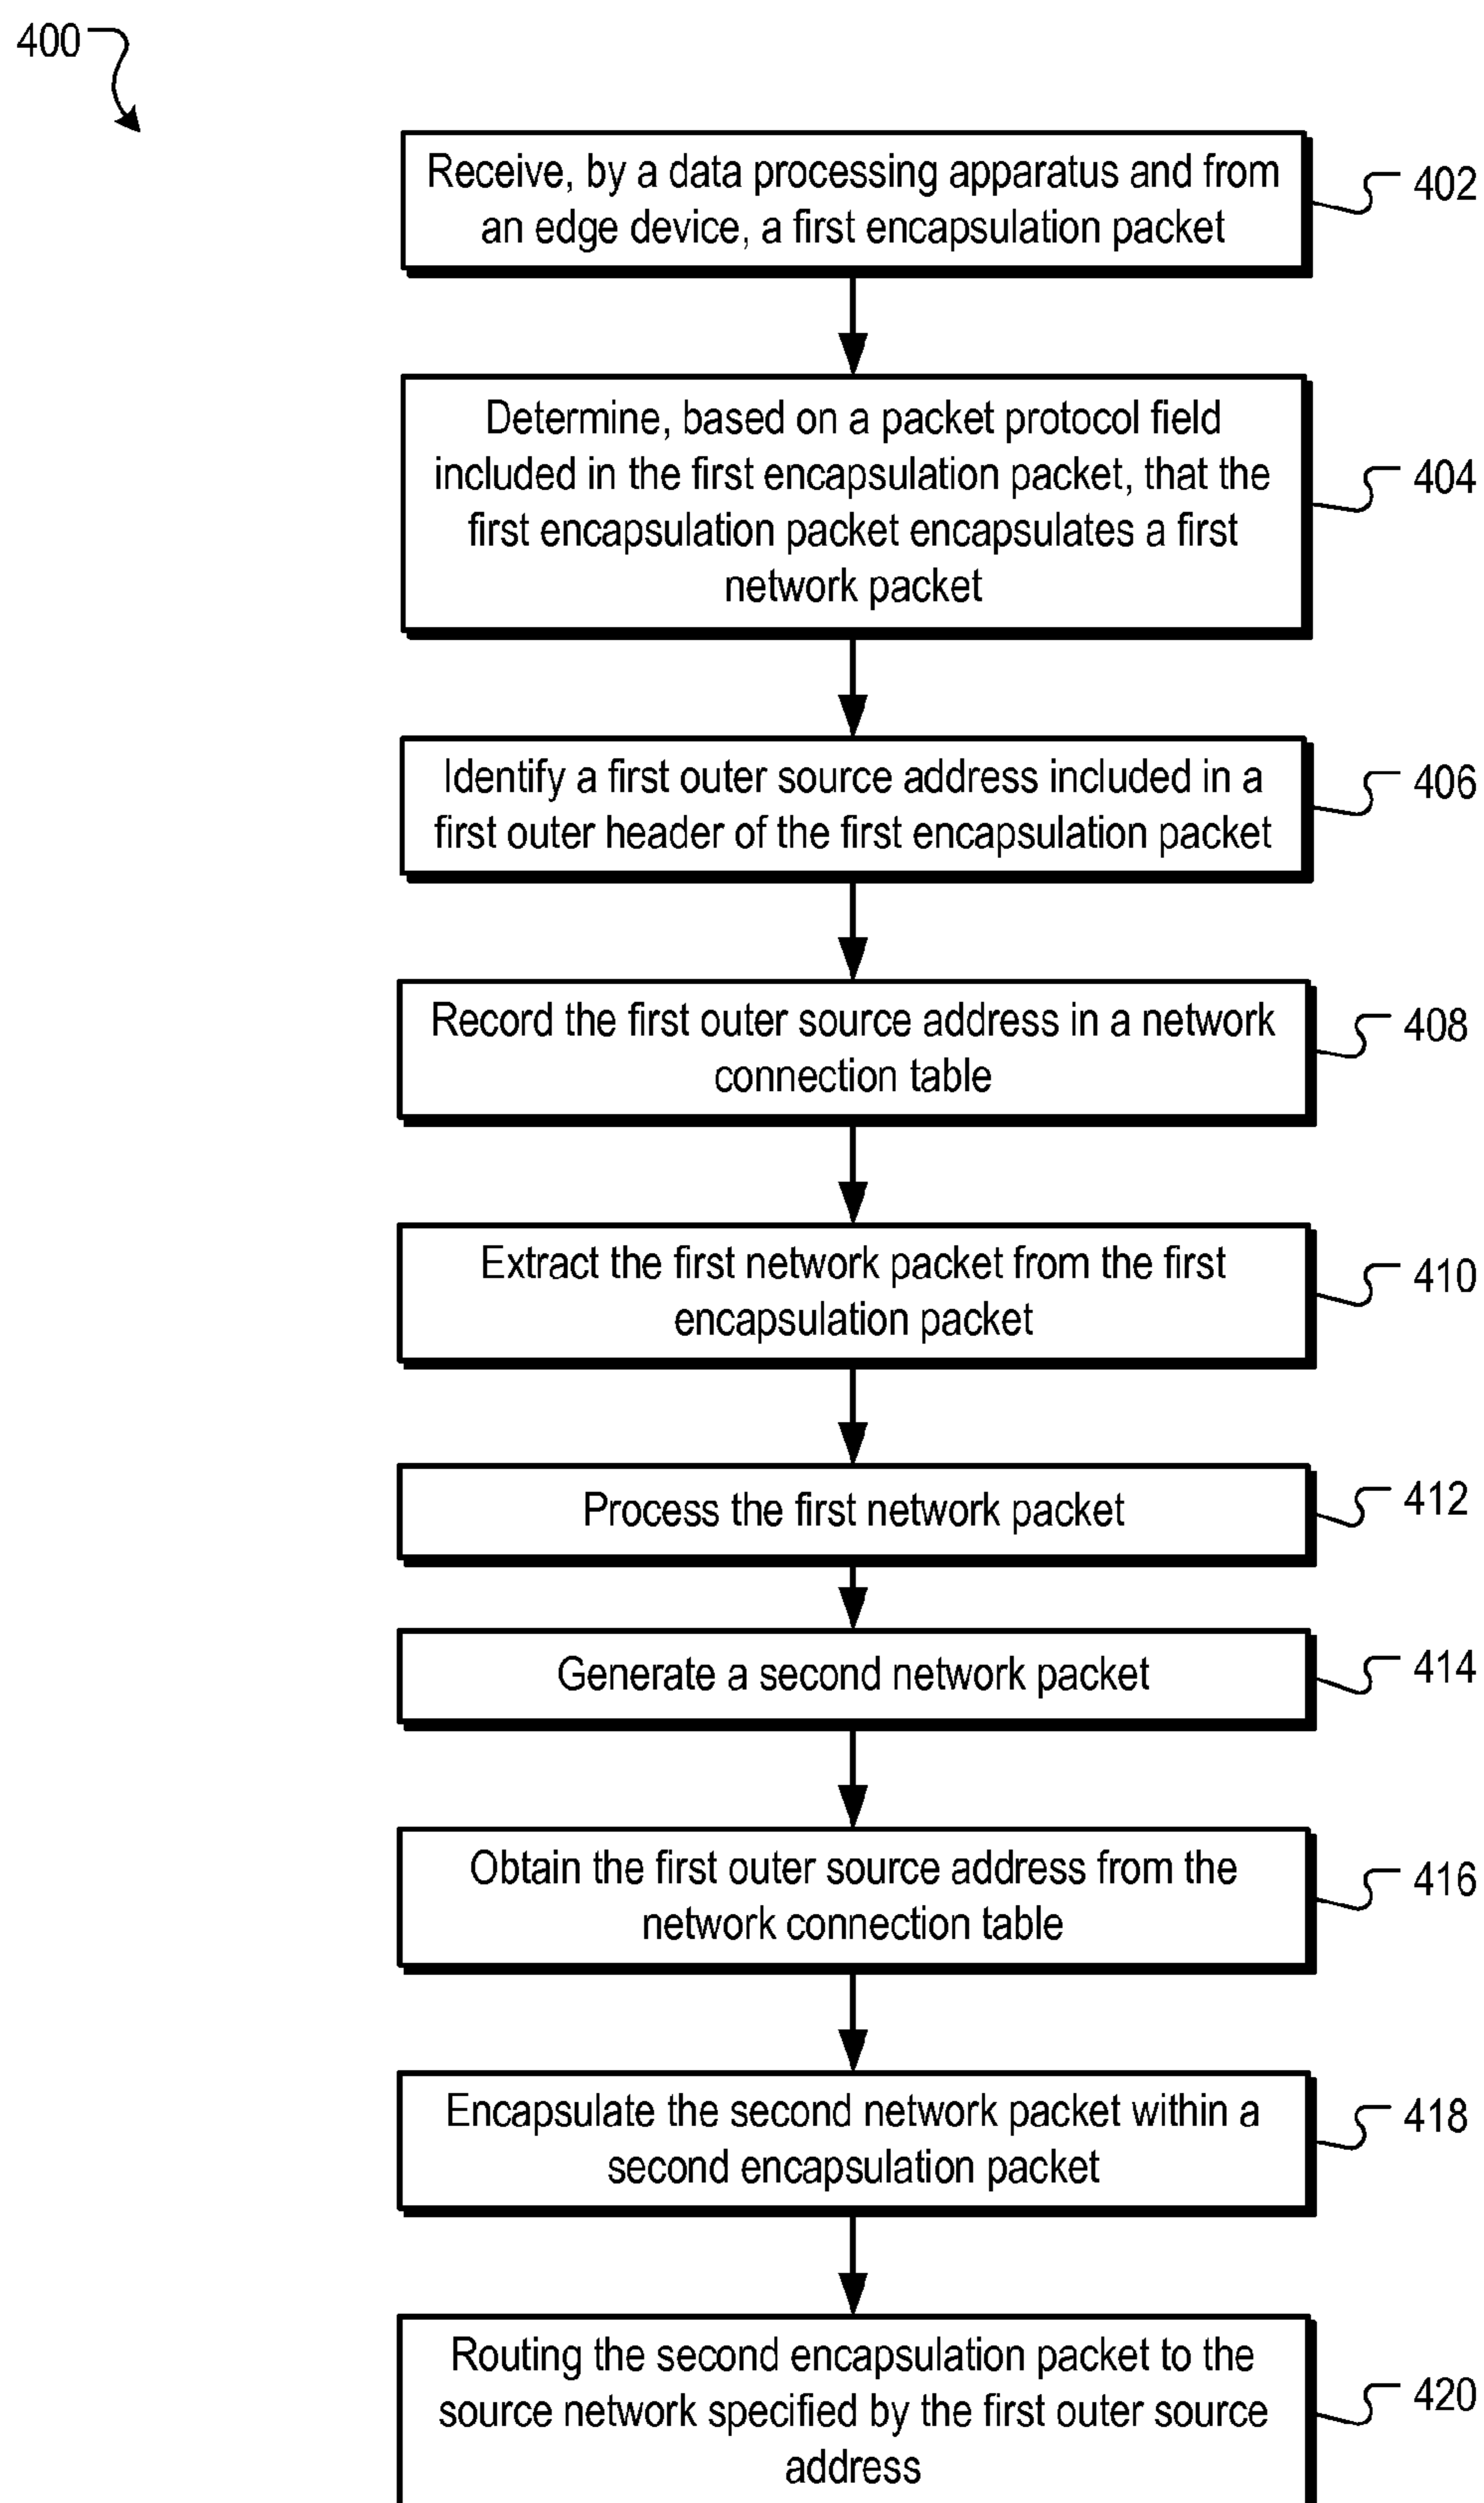 400
Receive, by a data processing apparatus and from
an edge device, a first encapsulation packet
402
Determine, based on a packet protocol field
included in the first encapsulation packet, that the
first encapsulation packet encapsulates a first
network packet
404
Identify a first outer source address included in a
first outer header of the first encapsulation packet
406
Record the first outer source address in a network
connection table
408
Extract the first network packet from the first
encapsulation packet
410
Process the first network packet
412
Generate a second network packet
414
Obtain the first outer source address from the
network connection table
416
Encapsulate the second network packet within a
second encapsulation packet
418
Routing the second encapsulation packet to the
source network specified by the first outer source
address
420